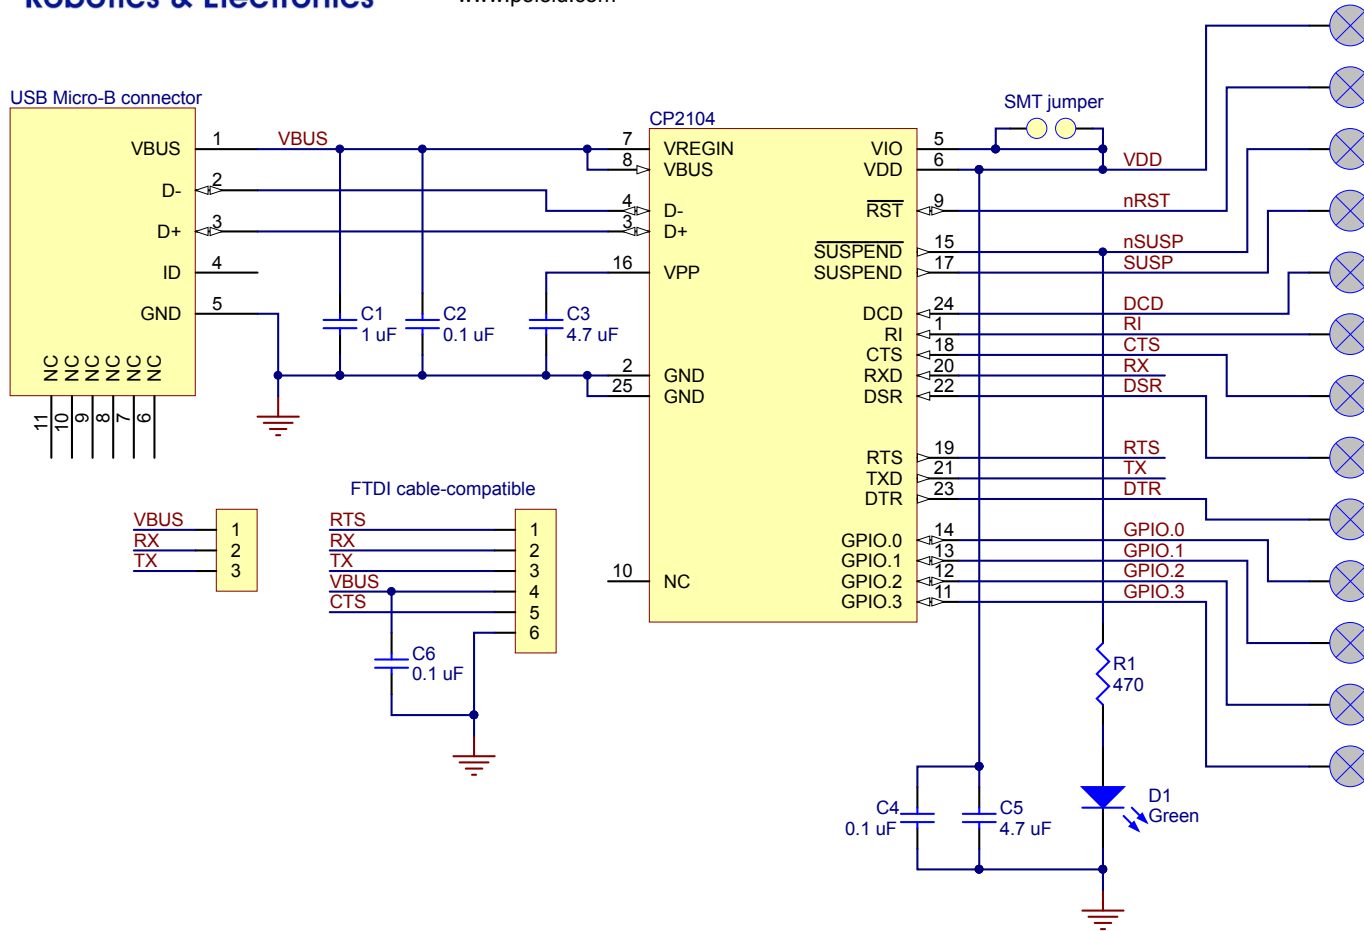 Robotics & Electronics
www.pololu.com
USB Micro-B connector
VBUS 1 VBUS
D- 2
D+ 3
ID 4
GND 5
NC NC NC NC NC NC
11 10 9 8 7 6
C1
1 uF
C2
0.1 uF
C3
4.7 uF
CP2104
7 VREGIN
8 VBUS
4 D-
3 D+
16 VPP
2 GND
25 GND
10 NC
SMT jumper
VIO 5
VDD 6 VDD
RST 9 nRST
SUSPEND 15 nSUSP
SUSPEND 17 SUSP
DCD 24 DCD
RI 1 RI
CTS 18 CTS
RXD 20 RX
DSR 22 DSR
RTS 19 RTS
TXD 21 TX
DTR 23 DTR
GPIO.0 14 GPIO.0
GPIO.1 13 GPIO.1
GPIO.2 12 GPIO.2
GPIO.3 11 GPIO.3
VBUS 1
RX 2
TX 3
FTDI cable-compatible
RTS 1
RX 2
TX 3
VBUS 4
CTS 5
6
C6
0.1 uF
R1
470
C4
0.1 uF
C5
4.7 uF
D1
Green